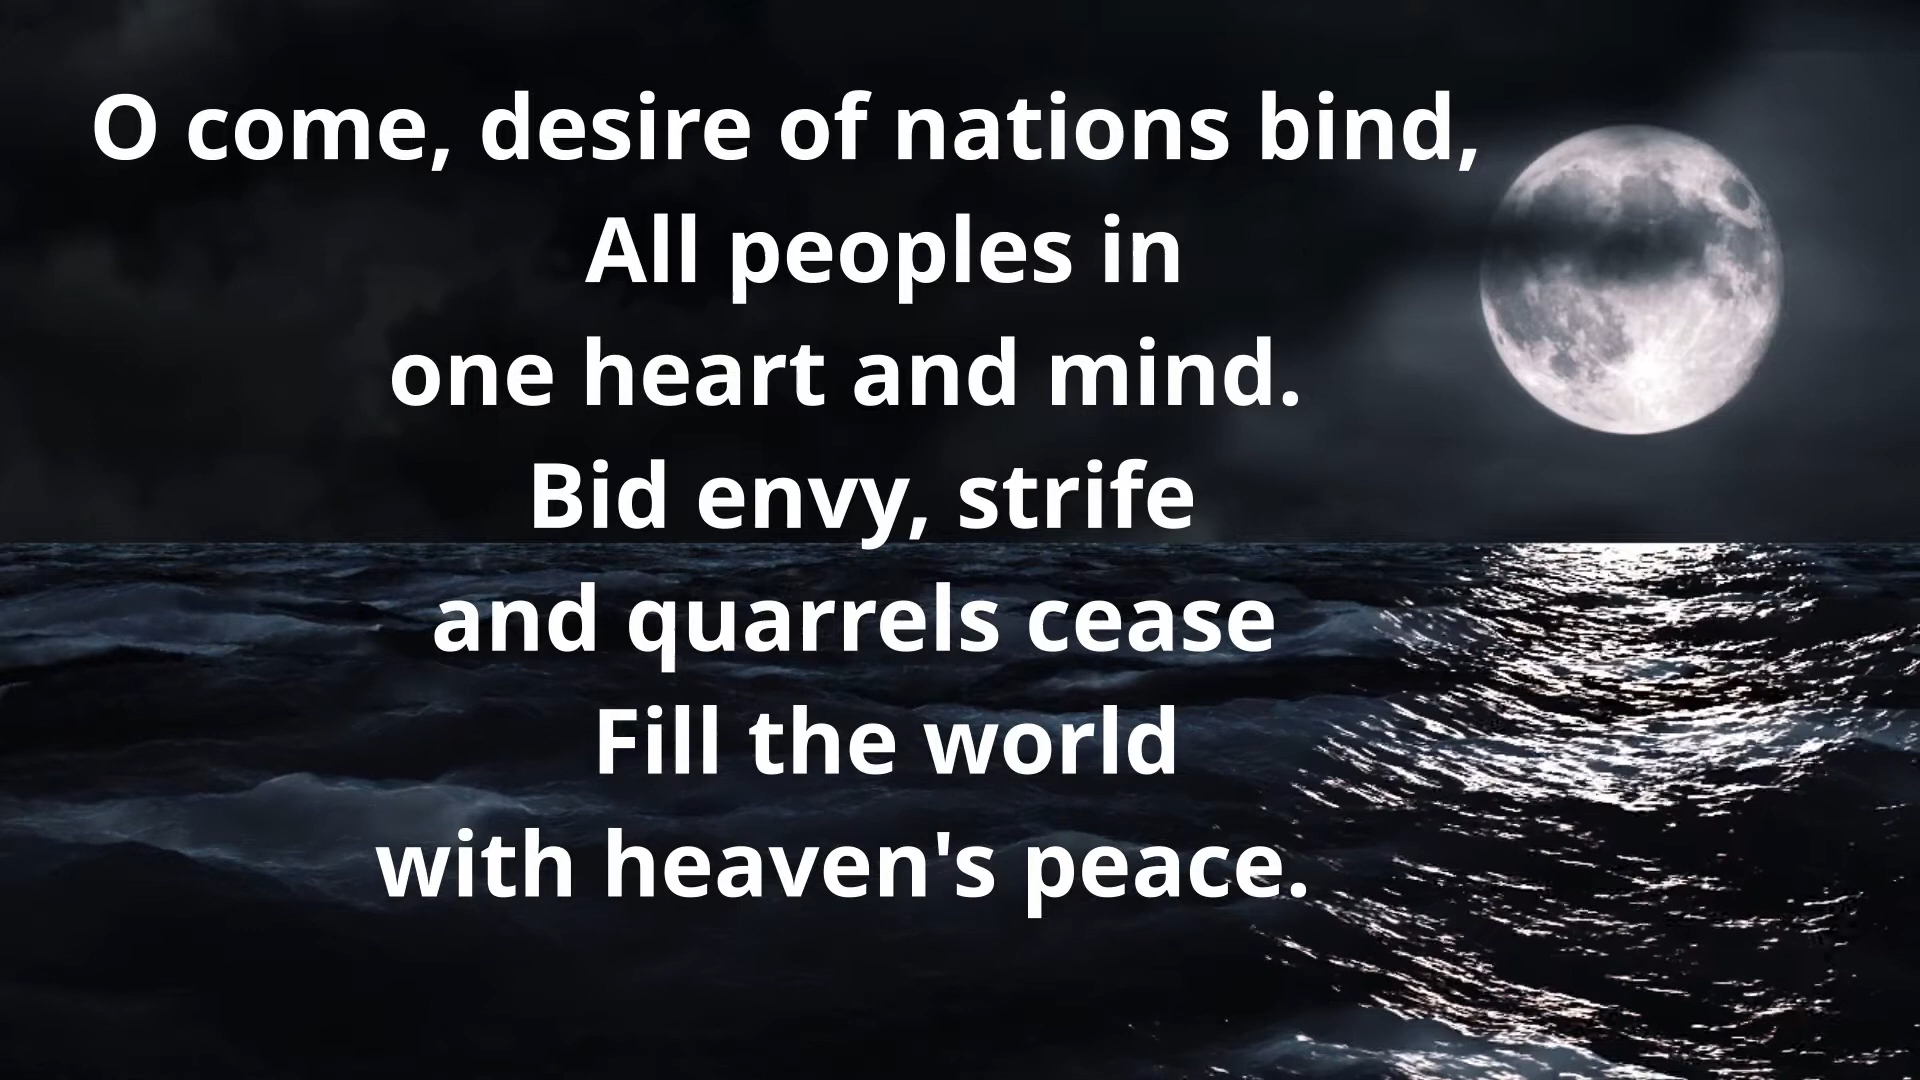 O come, desire of nations bind,
All peoples in
one heart and mind.
Bid envy, strife
and quarrels cease
Fill the world
with heaven's peace.